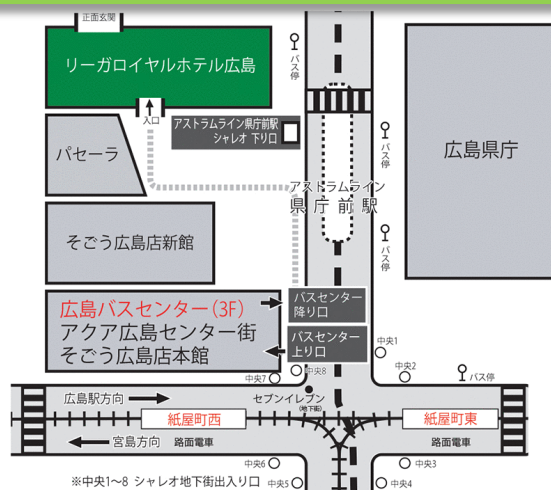 正面玄関
リーガロイヤルホテル広島
バス停
入口
アストラムライン県庁前駅
シャレオ 下り口
パセーラ
バス停
広島県庁
アストラムライン
県庁前駅
そごう広島店新館
バス停
広島バスセンター(3F)
アクア広島センター街
そごう広島店本館
バスセンター
降り口
バスセンター
上り口
中央1
中央8
中央7
中央2
バス停
広島駅方向
セブンイレブン
(地下街)
紙屋町西
紙屋町東
宮島方向
路面電車
路面電車
中央6
中央3
※中央1～8 シャレオ地下街出入り口
中央5
中央4